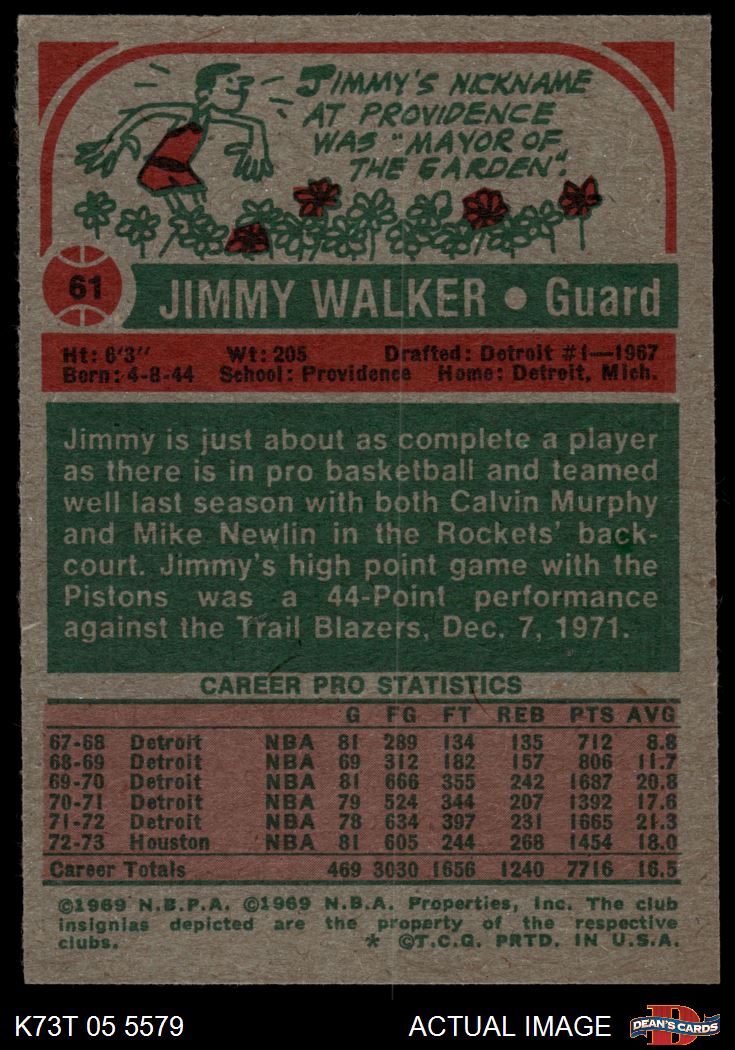 JIMMY'S NICKNAME
AT PROVIDENCE
WAS "MAYOR OF
THE GARDEN".
61
JIMMY WALKER • Guard
Ht: 6'3" Wt: 205 Drafted: Detroit #1—1967
Born: 4-8-44 School: Providence Home: Detroit, Mich.
Jimmy is just about as complete a player
as there is in pro basketball and teamed
well last season with both Calvin Murphy
and Mike Newlin in the Rockets' back-
court. Jimmy's high point game with the
Pistons was a 44-Point performance
against the Trail Blazers, Dec. 7, 1971.
CAREER PRO STATISTICS
G FG FT REB PTS AVG
67-68 Detroit NBA 81 289 134 135 712 8.8
68-69 Detroit NBA 69 312 182 157 806 11.7
69-70 Detroit NBA 81 666 355 242 1687 20.8
70-71 Detroit NBA 79 524 344 207 1392 17.6
71-72 Detroit NBA 78 634 397 231 1665 21.3
72-73 Houston NBA 81 605 244 268 1454 18.0
Career Totals 469 3030 1656 1240 7716 16.5
©1969 N.B.P.A. ©1969 N.B.A. Properties, Inc. The club
insignias depicted are the property of the respective
clubs. * ©T.C.G. PRTD. IN U.S.A.
K73T 05 5579 ACTUAL IMAGE DEAN'S CARDS